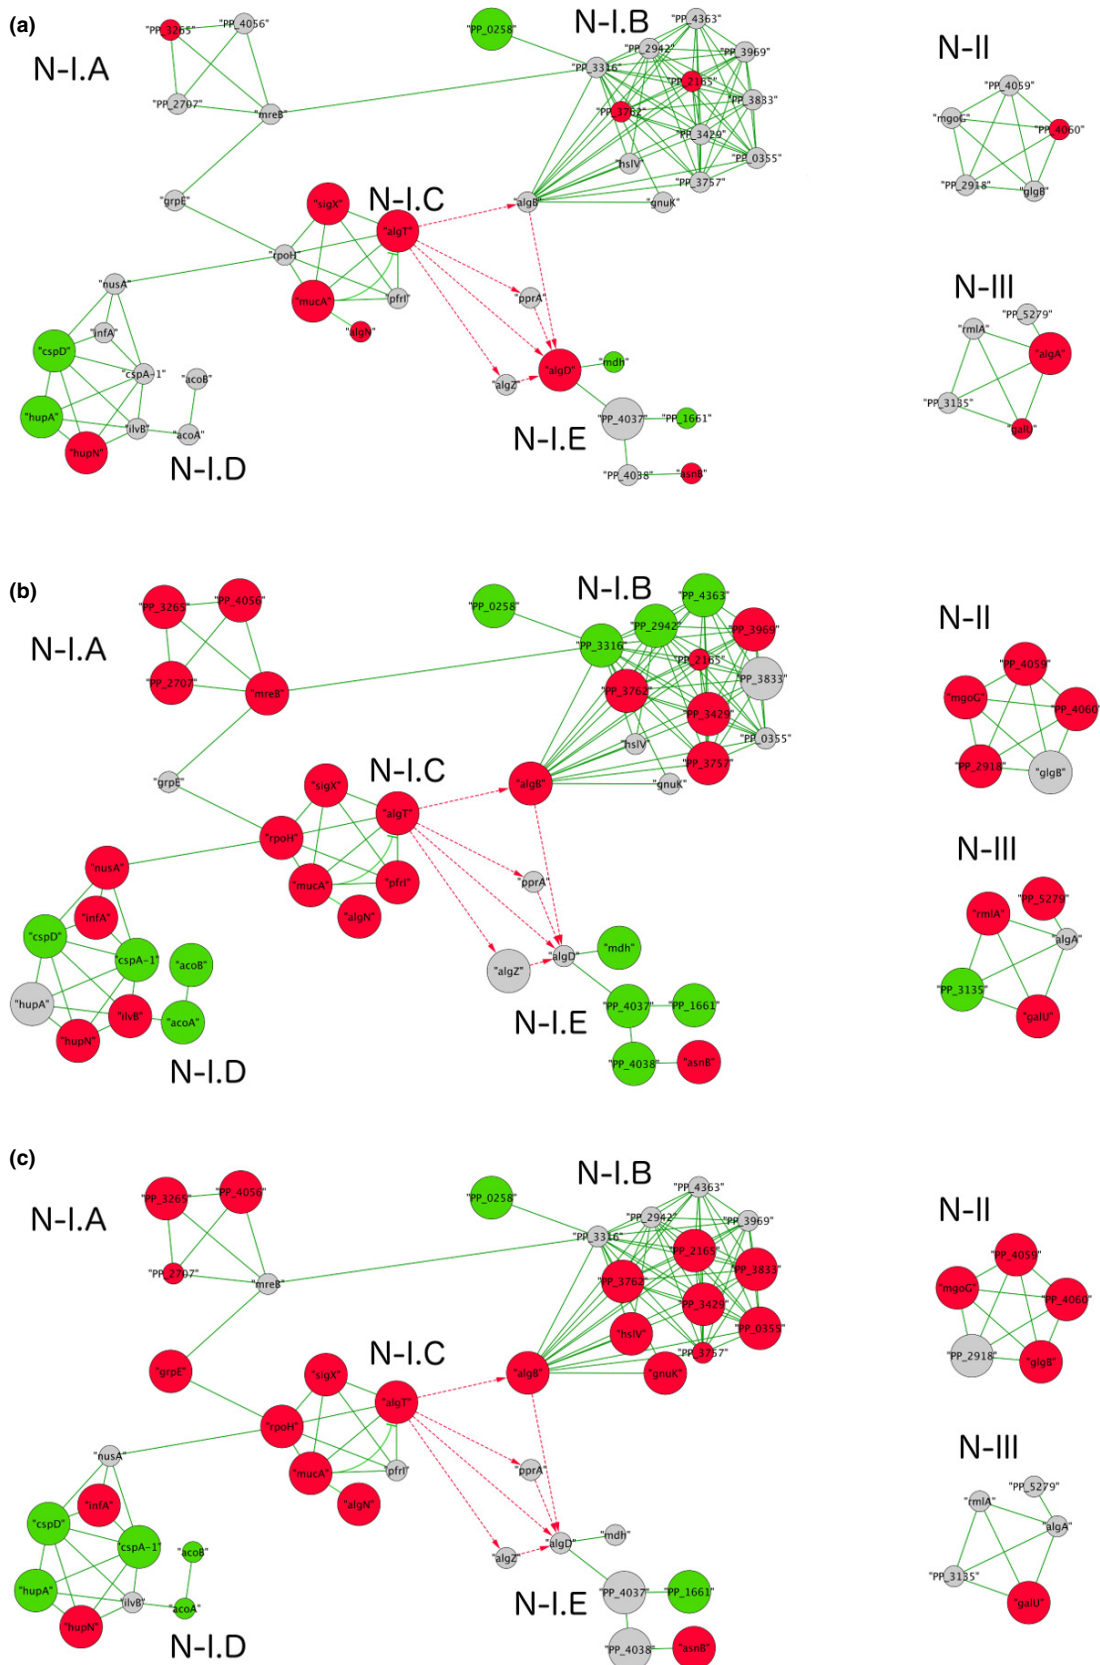 (a)
N-I.A
"PP_3265"
"PP_4056"
"PP_2707"
"mreB"
"grpE"
"PP_0258"
N-I.B
"PP_4363"
"PP_2942"
"PP_3969"
"PP_3316"
"PP_2165"
"PP_3833"
"PP_3762"
"PP_3429"
"PP_0355"
"hslV"
"PP_3757"
"algB"
"gnuK"
N-I.C
"sigX"
"algT"
"rpoH"
"mucA"
"pfrI"
"algN"
"pprA"
"algD"
"mdh"
"algZ"
"PP_4037"
"PP_1661"
N-I.E
"PP_4038"
"asnB"
"nusA"
"infA"
"cspD"
"cspA-1"
"acoB"
"hupA"
"ilvB"
"acoA"
"hupN"
N-I.D
N-II
"PP_4059"
"mgoG"
"PP_4060"
"PP_2918"
"glgB"
N-III
"PP_5279"
"rmlA"
"algA"
"PP_3135"
"galU"
(b)
N-I.A
"PP_3265"
"PP_4056"
"PP_2707"
"mreB"
"grpE"
"PP_0258"
N-I.B
"PP_4363"
"PP_2942"
"PP_3969"
"PP_3316"
"PP_2165"
"PP_3833"
"PP_3762"
"PP_3429"
"PP_0355"
"hslV"
"PP_3757"
"algB"
"gnuK"
N-I.C
"sigX"
"algT"
"rpoH"
"mucA"
"pfrI"
"algN"
"pprA"
"algD"
"mdh"
"algZ"
"PP_4037"
"PP_1661"
N-I.E
"PP_4038"
"asnB"
"nusA"
"infA"
"cspD"
"cspA-1"
"acoB"
"hupA"
"ilvB"
"acoA"
"hupN"
N-I.D
N-II
"PP_4059"
"mgoG"
"PP_4060"
"PP_2918"
"glgB"
N-III
"PP_5279"
"rmlA"
"algA"
"PP_3135"
"galU"
(c)
N-I.A
"PP_3265"
"PP_4056"
"PP_2707"
"mreB"
"grpE"
"PP_0258"
N-I.B
"PP_4363"
"PP_2942"
"PP_3969"
"PP_3316"
"PP_2165"
"PP_3833"
"PP_3762"
"PP_3429"
"PP_0355"
"hslV"
"PP_3757"
"algB"
"gnuK"
N-I.C
"sigX"
"algT"
"rpoH"
"mucA"
"pfrI"
"algN"
"pprA"
"algD"
"mdh"
"algZ"
"PP_4037"
"PP_1661"
N-I.E
"PP_4038"
"asnB"
"nusA"
"infA"
"cspD"
"cspA-1"
"acoB"
"hupA"
"ilvB"
"acoA"
"hupN"
N-I.D
N-II
"PP_4059"
"mgoG"
"PP_4060"
"PP_2918"
"glgB"
N-III
"PP_5279"
"rmlA"
"algA"
"PP_3135"
"galU"